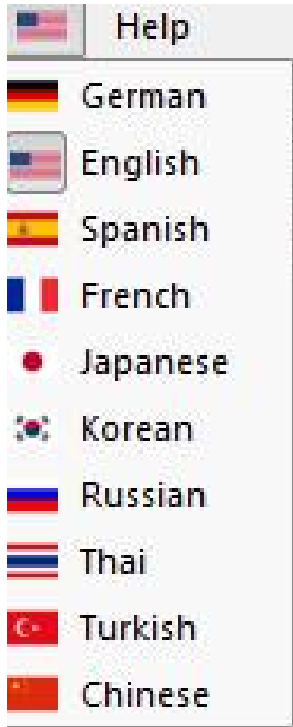 Help
German
English
Spanish
French
Japanese
Korean
Russian
Thai
Turkish
Chinese